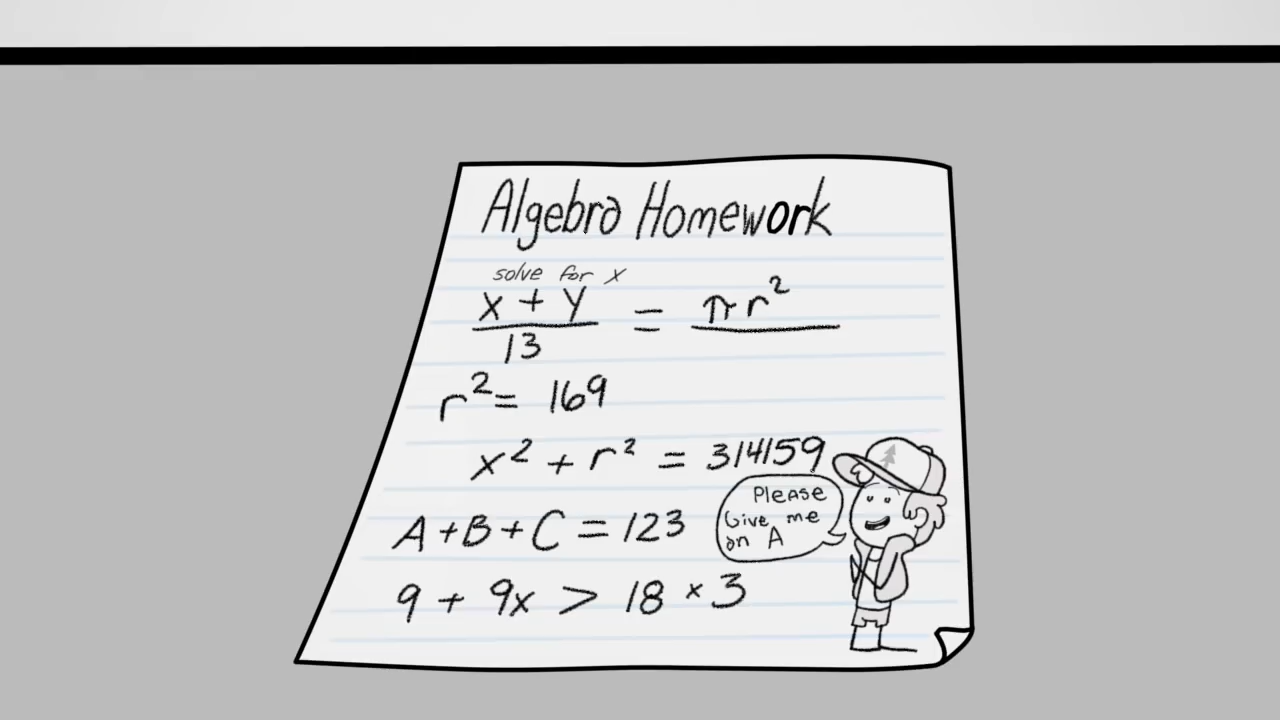 Algebra Homework
solve for x
x + y = πr²
13
r² = 169
x² + r² = 314159
A+B+C = 123
9 + 9x > 18 × 3
Please
Give me
an A